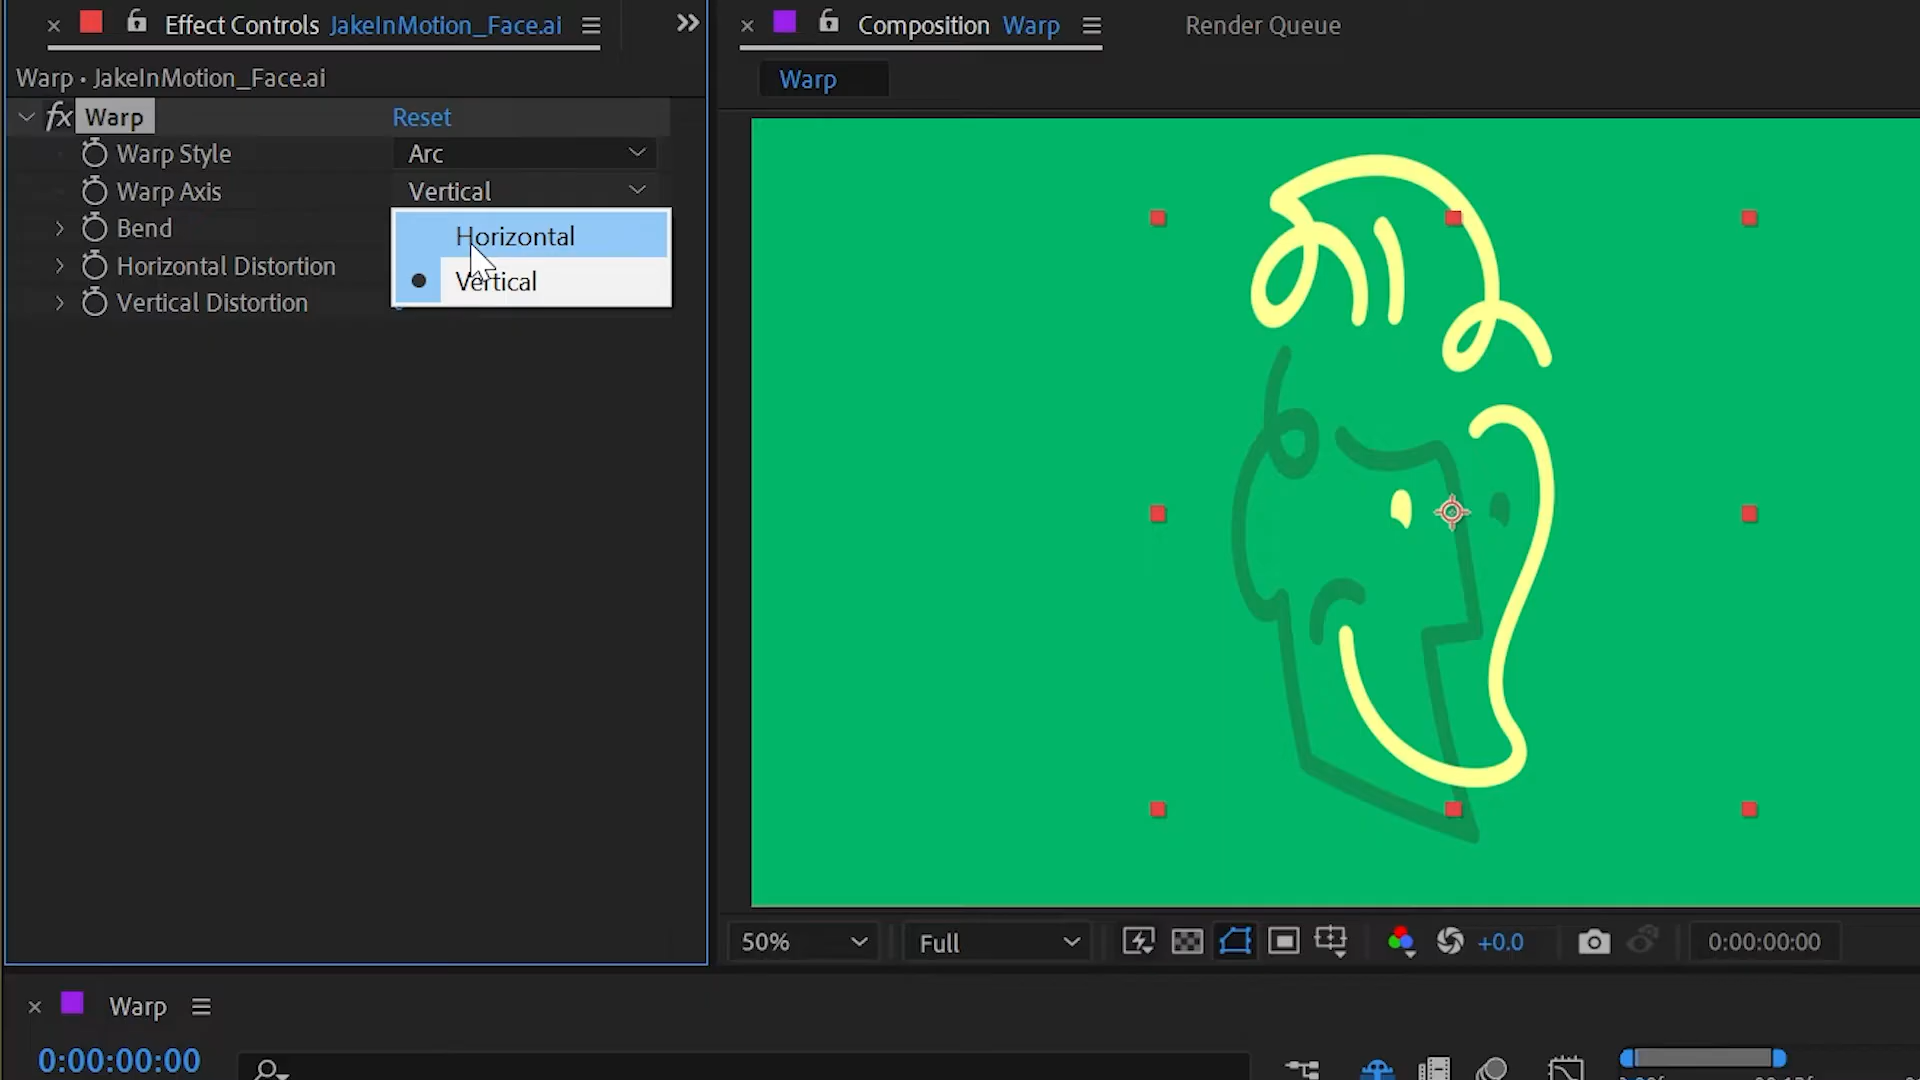 Effect Controls JakeInMotion_Face.ai
Composition Warp
Render Queue
Warp • JakeInMotion_Face.ai
Warp
fx Warp Reset
Warp Style Arc
Warp Axis Vertical
Bend
Horizontal
Horizontal Distortion
Vertical
Vertical Distortion
50%
Full
+0.0
0:00:00:00
Warp
0:00:00:00